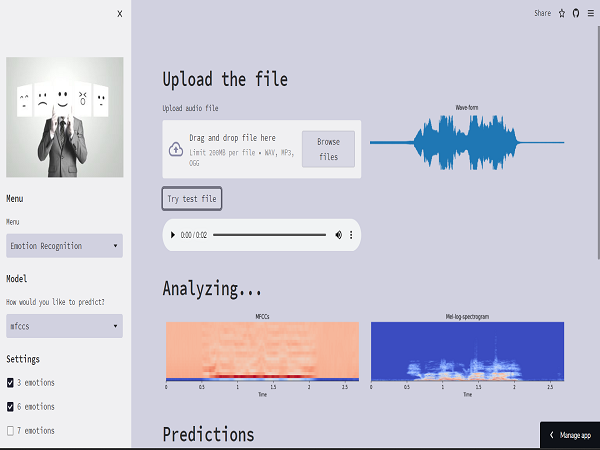 ×
Share
Menu
Menu
Emotion Recognition
Model
How would you like to predict?
mfccs
Settings
3 emotions
6 emotions
7 emotions
Upload the file
Upload audio file
Drag and drop file here
Limit 200MB per file • WAV, MP3,
OGG
Browse
files
Try test file
0:00 / 0:02
Wave-form
Analyzing...
MFCCs
0 0.5 1 1.5 2 2.5
Time
Mel-log-spectrogram
0 0.5 1 1.5 2 2.5
Time
Predictions
Manage app